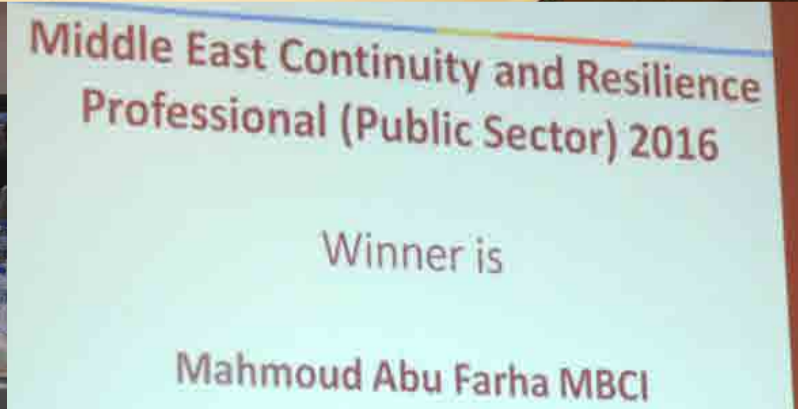 Middle East Continuity and Resilience
Professional (Public Sector) 2016
Winner is
Mahmoud Abu Farha MBCI